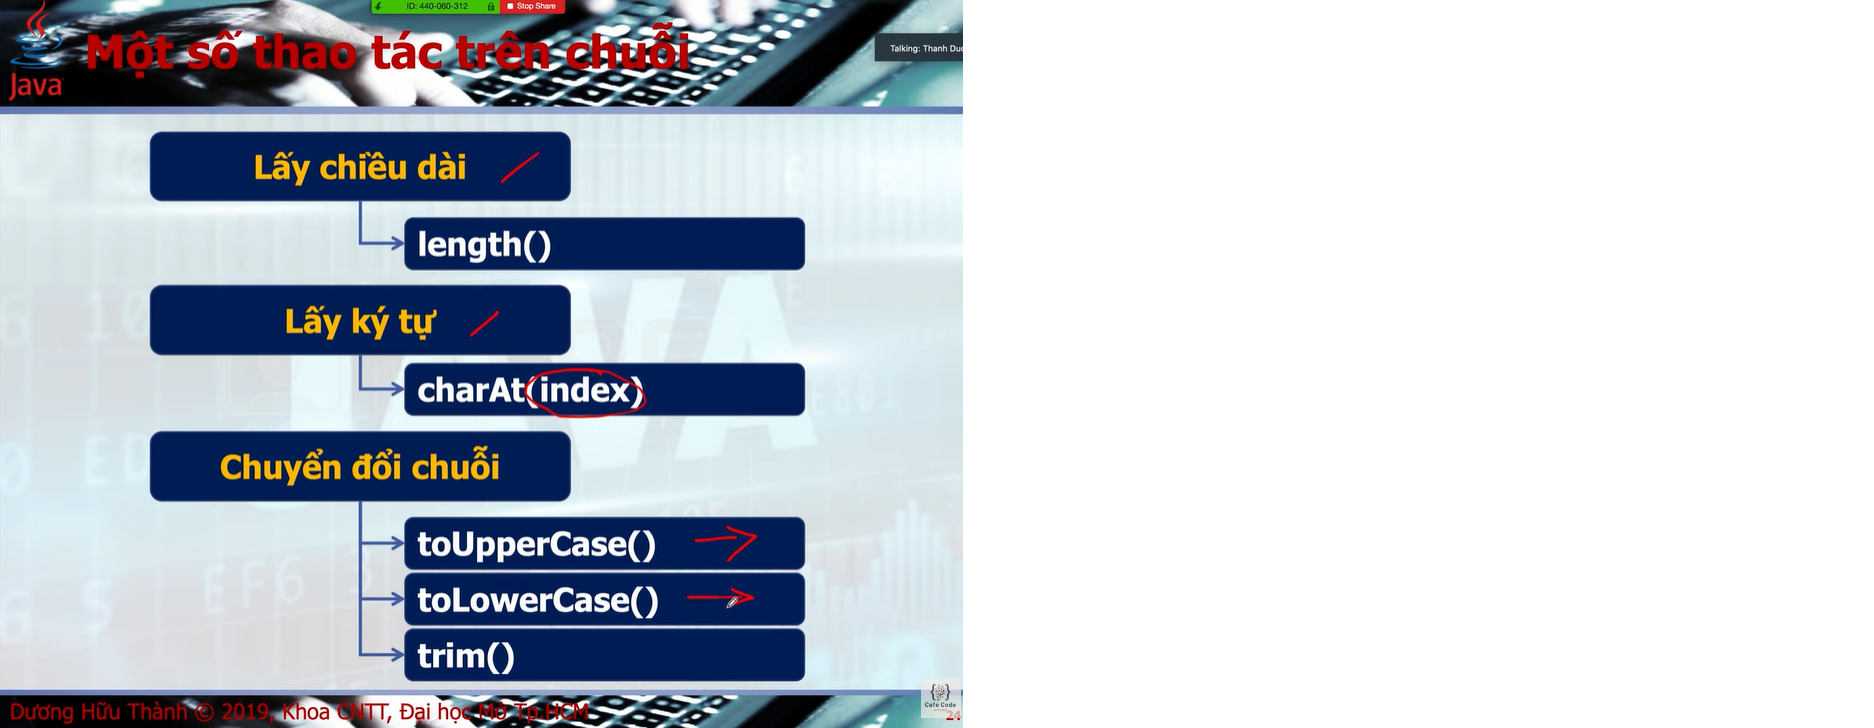 ID: 440-060-312
Stop Share
Một số thao tác trên chuỗi
Java
Talking: Thanh Duo
Lấy chiều dài
length()
Lấy ký tự
charAt(index)
Chuyển đổi chuỗi
toUpperCase()
toLowerCase()
trim()
Dương Hữu Thành © 2019, Khoa CNTT, Đại học Mở Tp.HCM
Café Code
24